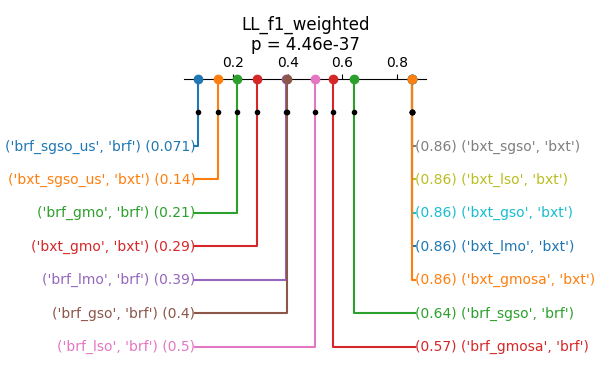 LL_f1_weighted
p = 4.46e-37
0.2 0.4 0.6 0.8
('brf_sgso_us', 'brf') (0.071) (0.86) ('bxt_sgso', 'bxt')
('bxt_sgso_us', 'bxt') (0.14) (0.86) ('bxt_lso', 'bxt')
('brf_gmo', 'brf') (0.21) (0.86) ('bxt_gso', 'bxt')
('bxt_gmo', 'bxt') (0.29) (0.86) ('bxt_lmo', 'bxt')
('brf_lmo', 'brf') (0.39) (0.86) ('bxt_gmosa', 'bxt')
('brf_gso', 'brf') (0.4) (0.64) ('brf_sgso', 'brf')
('brf_lso', 'brf') (0.5) (0.57) ('brf_gmosa', 'brf')